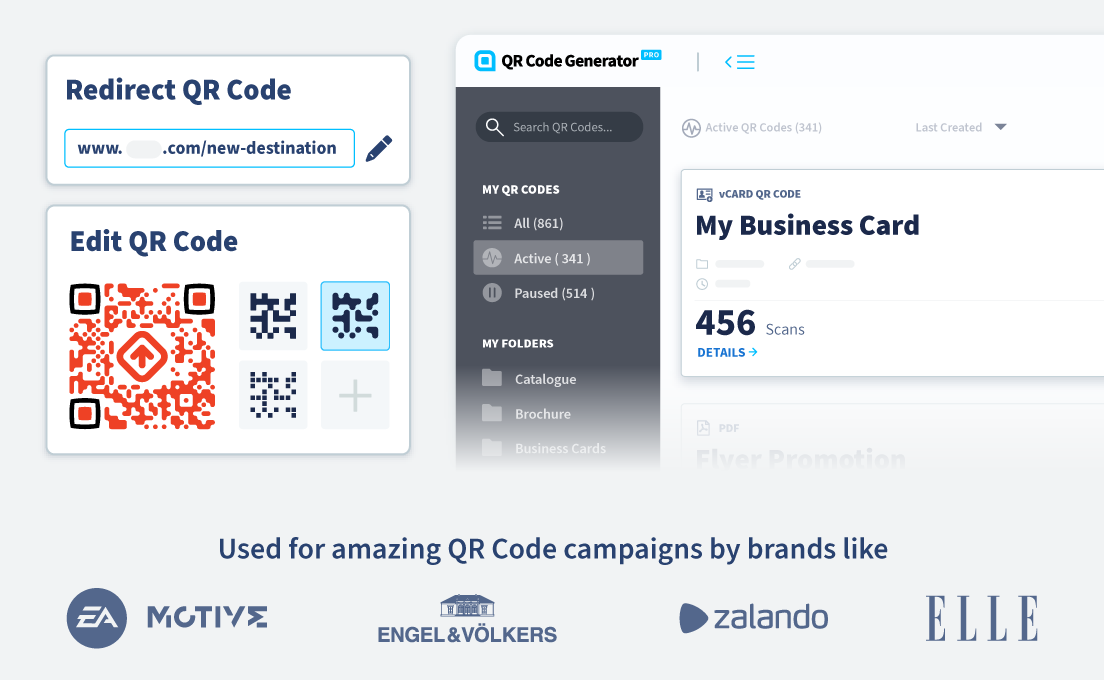 Redirect QR Code
www. .com/new-destination
Edit QR Code
QR Code Generator PRO
Search QR Codes...
MY QR CODES
All (861)
Active ( 341 )
Paused (514 )
MY FOLDERS
Catalogue
Brochure
Business Cards
Active QR Codes (341)
Last Created
vCARD QR CODE
My Business Card
456 Scans
DETAILS
PDF
Flyer Promotion
Used for amazing QR Code campaigns by brands like
EA MOTIVE
ENGEL & VÖLKERS
zalando
ELLE